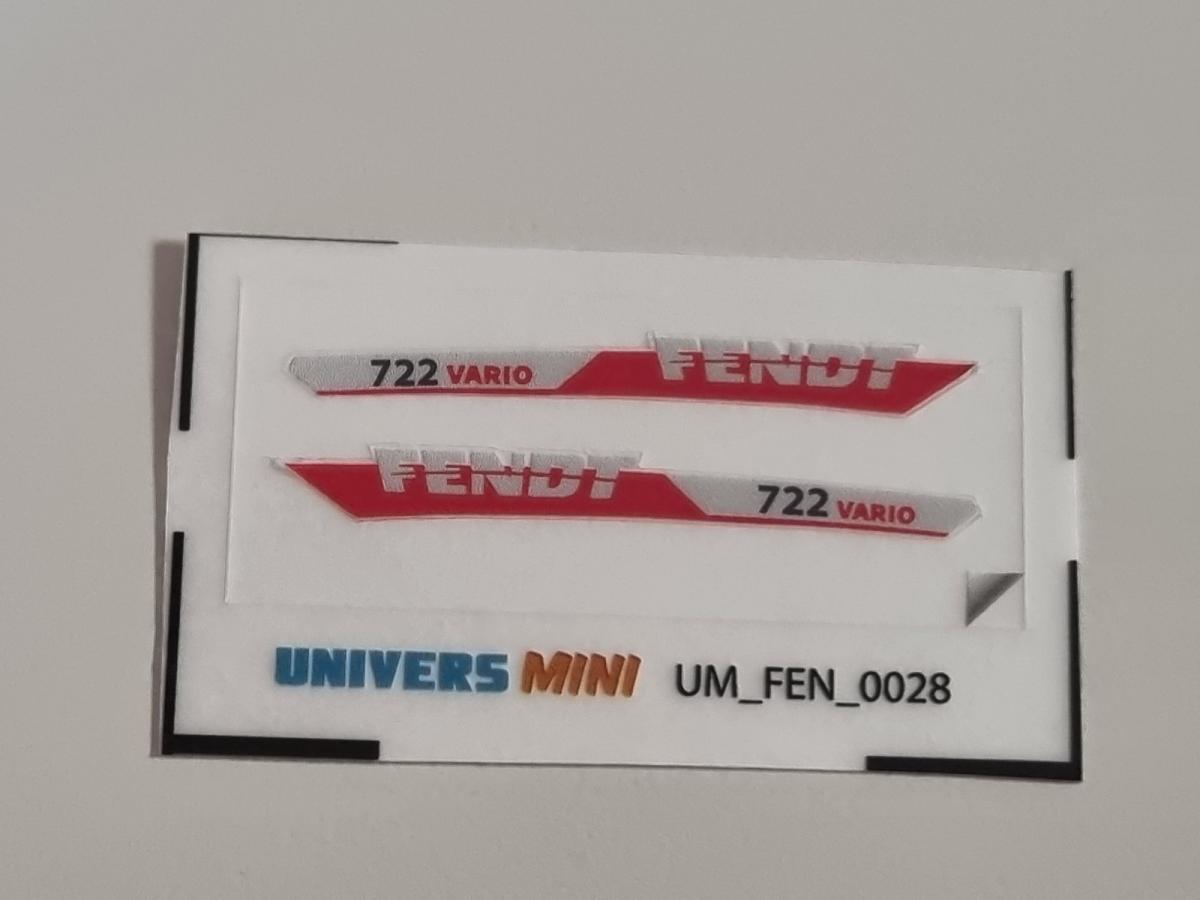 722 VARIO FENDT
FENDT 722 VARIO
UNIVERS MINI UM_FEN_0028